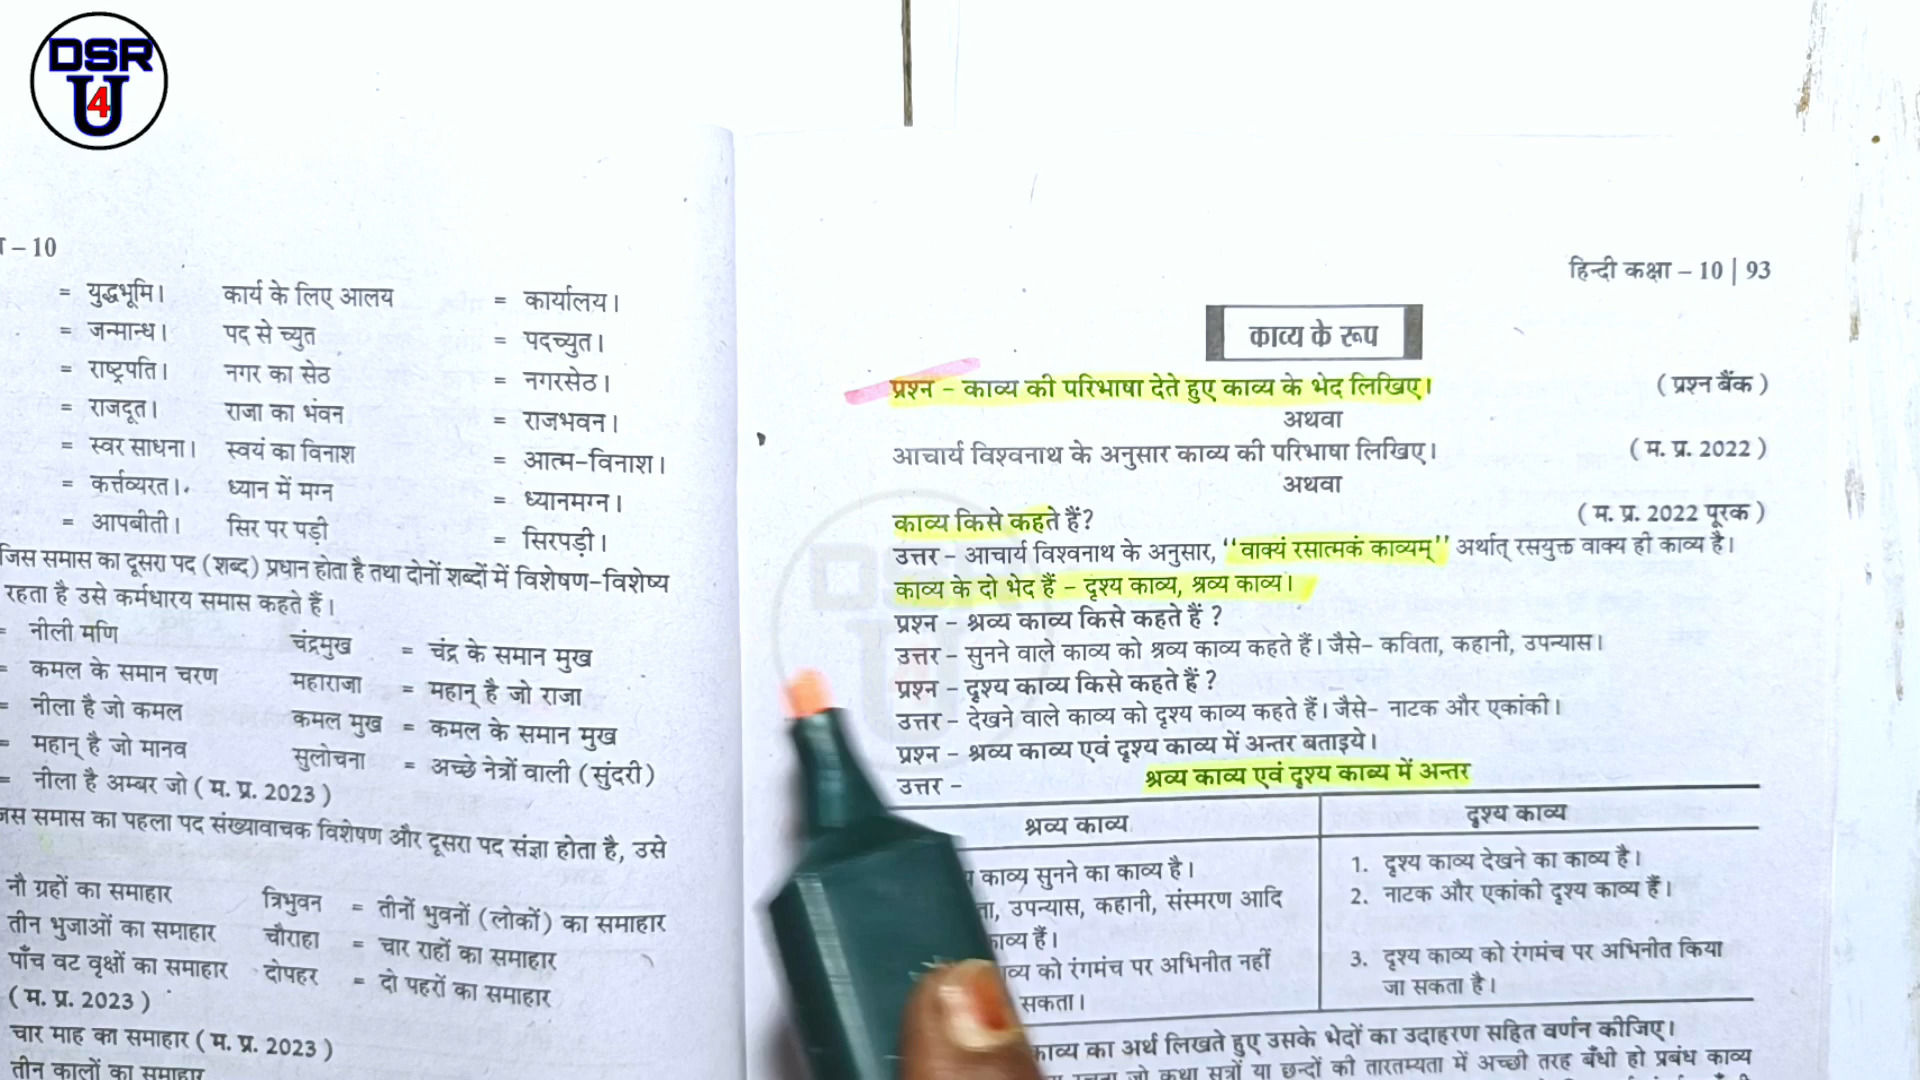 DSR
U
4
– 10
= युद्धभूमि। कार्य के लिए आलय = कार्यालय।
= जन्मान्ध। पद से च्युत = पदच्युत।
= राष्ट्रपति। नगर का सेठ = नगरसेठ।
= राजदूत। राजा का भवन = राजभवन।
= स्वर साधना। स्वयं का विनाश = आत्म-विनाश।
= कर्त्तव्यरत। ध्यान में मग्न = ध्यानमग्न।
= आपबीती। सिर पर पड़ी = सिरपड़ी।
जिस समास का दूसरा पद (शब्द) प्रधान होता है तथा दोनों शब्दों में विशेषण-विशेष्य
रहता है उसे कर्मधारय समास कहते हैं।
= नीली मणि चंद्रमुख = चंद्र के समान मुख
= कमल के समान चरण महाराजा = महान् है जो राजा
= नीला है जो कमल कमल मुख = कमल के समान मुख
= महान् है जो मानव सुलोचना = अच्छे नेत्रों वाली (सुंदरी)
= नीला है अम्बर जो ( म. प्र. 2023 )
जिस समास का पहला पद संख्यावाचक विशेषण और दूसरा पद संज्ञा होता है, उसे
नौ ग्रहों का समाहार त्रिभुवन = तीनों भुवनों (लोकों) का समाहार
तीन भुजाओं का समाहार चौराहा = चार राहों का समाहार
पाँच वट वृक्षों का समाहार दोपहर = दो पहरों का समाहार
( म. प्र. 2023 )
चार माह का समाहार ( म. प्र. 2023 )
तीन कालों का समाहार
हिन्दी कक्षा – 10 | 93
काव्य के रूप
प्रश्न – काव्य की परिभाषा देते हुए काव्य के भेद लिखिए। ( प्रश्न बैंक )
अथवा
आचार्य विश्वनाथ के अनुसार काव्य की परिभाषा लिखिए। ( म. प्र. 2022 )
अथवा
काव्य किसे कहते हैं? ( म. प्र. 2022 पूरक )
उत्तर – आचार्य विश्वनाथ के अनुसार, ‘‘वाक्यं रसात्मकं काव्यम्’’ अर्थात् रसयुक्त वाक्य ही काव्य है।
काव्य के दो भेद हैं – दृश्य काव्य, श्रव्य काव्य।
प्रश्न – श्रव्य काव्य किसे कहते हैं ?
उत्तर – सुनने वाले काव्य को श्रव्य काव्य कहते हैं। जैसे– कविता, कहानी, उपन्यास।
प्रश्न – दृश्य काव्य किसे कहते हैं ?
उत्तर – देखने वाले काव्य को दृश्य काव्य कहते हैं। जैसे– नाटक और एकांकी।
प्रश्न – श्रव्य काव्य एवं दृश्य काव्य में अन्तर बताइये।
उत्तर – श्रव्य काव्य एवं दृश्य काव्य में अन्तर
श्रव्य काव्य दृश्य काव्य
काव्य सुनने का काव्य है। 1. दृश्य काव्य देखने का काव्य है।
उपन्यास, कहानी, संस्मरण आदि 2. नाटक और एकांकी दृश्य काव्य हैं।
हैं।
को रंगमंच पर अभिनीत नहीं 3. दृश्य काव्य को रंगमंच पर अभिनीत किया
सकता। जा सकता है।
काव्य का अर्थ लिखते हुए उसके भेदों का उदाहरण सहित वर्णन कीजिए।
जो कथा सूत्रों या छन्दों की तारतम्यता में अच्छी तरह बँधी हो प्रबंध काव्य